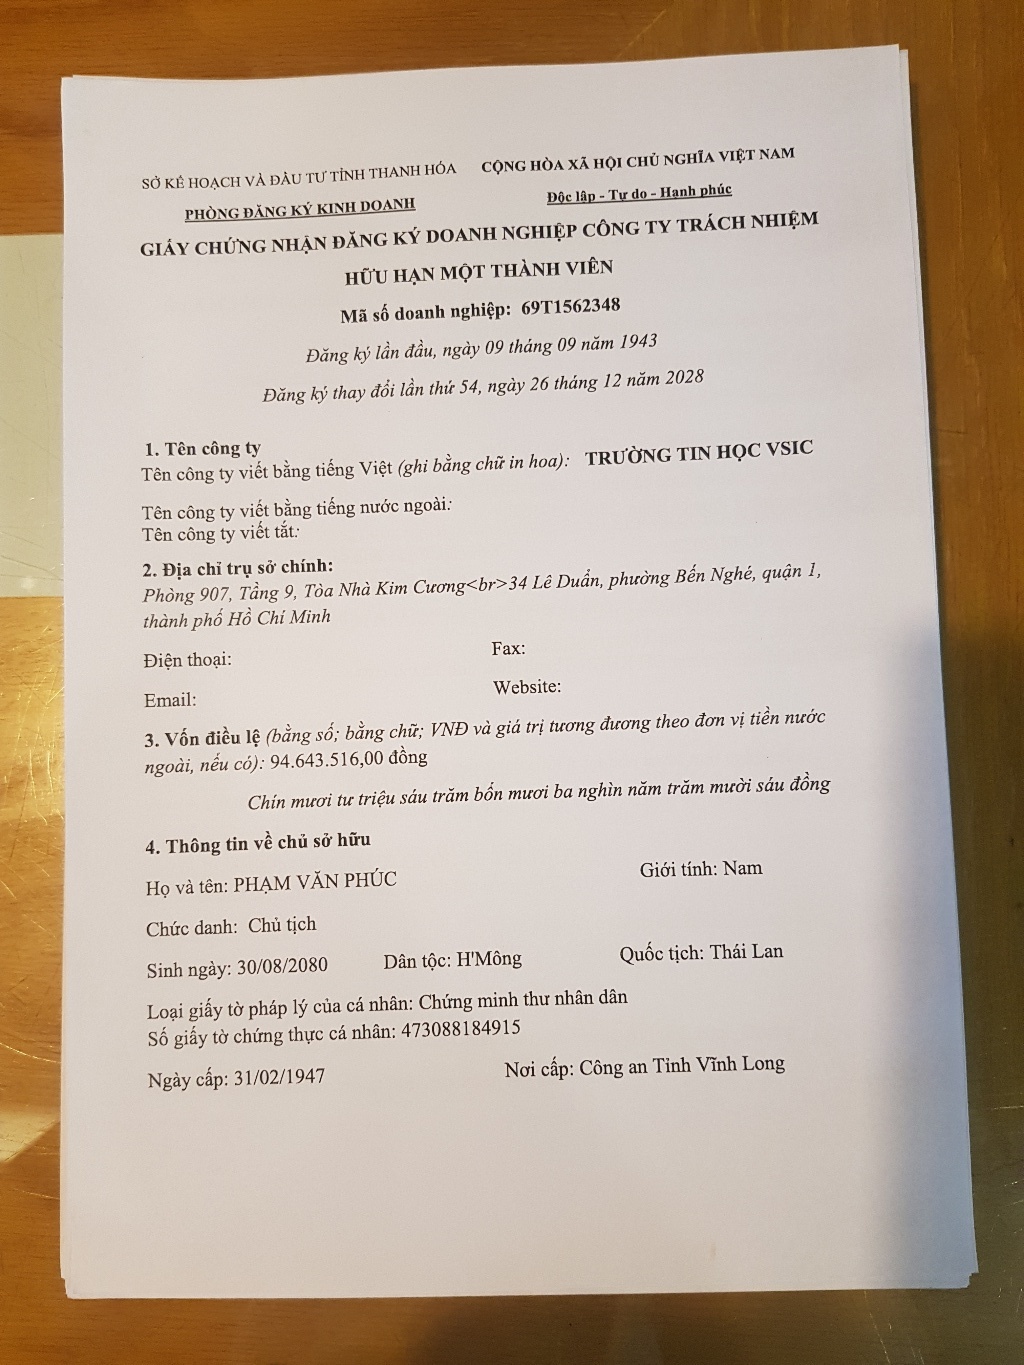 SỞ KẾ HOẠCH VÀ ĐẦU TƯ TỈNH THANH HÓA
CỘNG HÒA XÃ HỘI CHỦ NGHĨA VIỆT NAM
PHÒNG ĐĂNG KÝ KINH DOANH
Độc lập - Tự do - Hạnh phúc
GIẤY CHỨNG NHẬN ĐĂNG KÝ DOANH NGHIỆP CÔNG TY TRÁCH NHIỆM
HỮU HẠN MỘT THÀNH VIÊN
Mã số doanh nghiệp: 69T1562348
Đăng ký lần đầu, ngày 09 tháng 09 năm 1943
Đăng ký thay đổi lần thứ 54, ngày 26 tháng 12 năm 2028
1. Tên công ty
Tên công ty viết bằng tiếng Việt (ghi bằng chữ in hoa): TRƯỜNG TIN HỌC VSIC
Tên công ty viết bằng tiếng nước ngoài:
Tên công ty viết tắt:
2. Địa chỉ trụ sở chính:
Phòng 907, Tầng 9, Tòa Nhà Kim Cương<br>34 Lê Duẩn, phường Bến Nghé, quận 1,
thành phố Hồ Chí Minh
Điện thoại: Fax:
Email: Website:
3. Vốn điều lệ (bằng số; bằng chữ; VNĐ và giá trị tương đương theo đơn vị tiền nước
ngoài, nếu có): 94.643.516,00 đồng
Chín mươi tư triệu sáu trăm bốn mươi ba nghìn năm trăm mười sáu đồng
4. Thông tin về chủ sở hữu
Họ và tên: PHẠM VĂN PHÚC Giới tính: Nam
Chức danh: Chủ tịch
Sinh ngày: 30/08/2080 Dân tộc: H'Mông Quốc tịch: Thái Lan
Loại giấy tờ pháp lý của cá nhân: Chứng minh thư nhân dân
Số giấy tờ chứng thực cá nhân: 473088184915
Ngày cấp: 31/02/1947 Nơi cấp: Công an Tỉnh Vĩnh Long